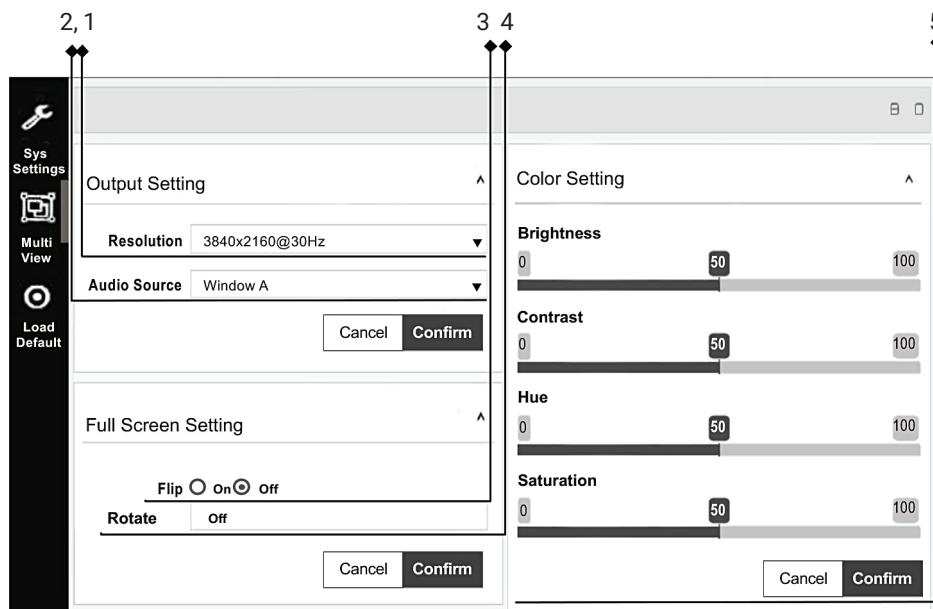 2, 1
3 4
Sys
Settings
Multi
View
Load
Default
Output Setting
Resolution 3840x2160@30Hz
Audio Source Window A
Cancel Confirm
Full Screen Setting
Flip On Off
Rotate Off
Cancel Confirm
Color Setting
Brightness
0 50 100
Contrast
0 50 100
Hue
0 50 100
Saturation
0 50 100
Cancel Confirm